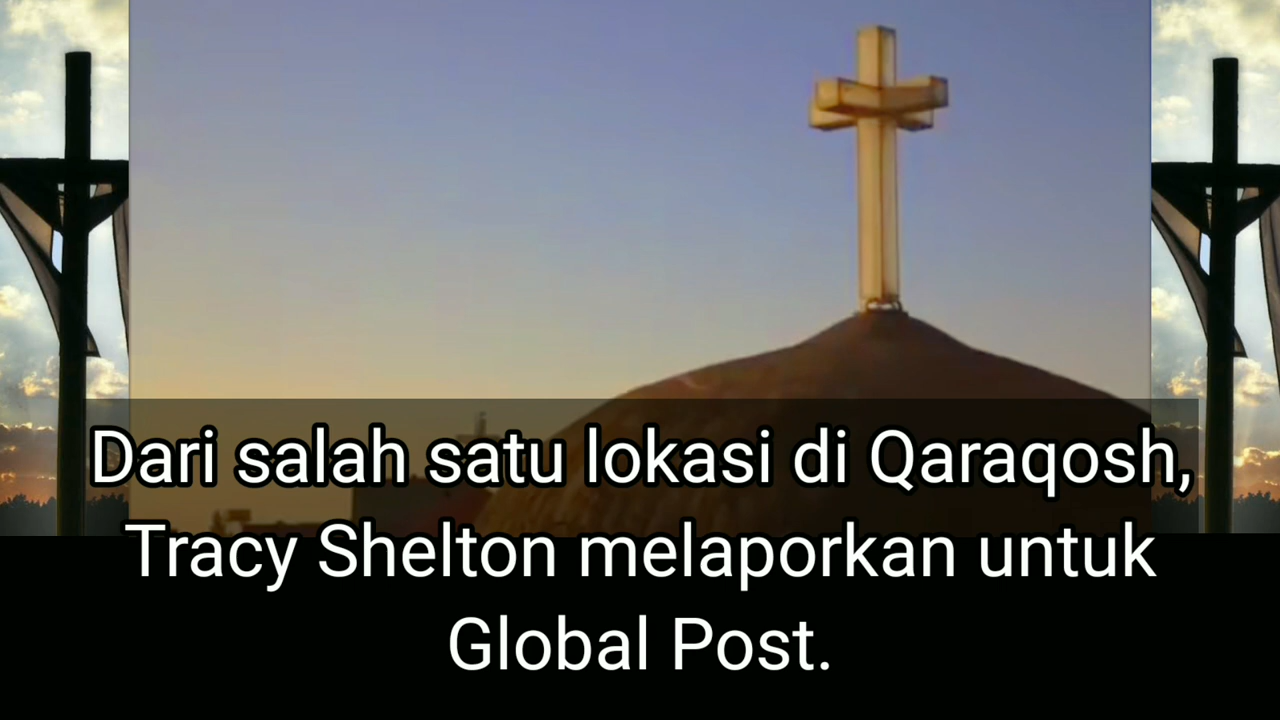 Dari salah satu lokasi di Qaraqosh,
Tracy Shelton melaporkan untuk
Global Post.